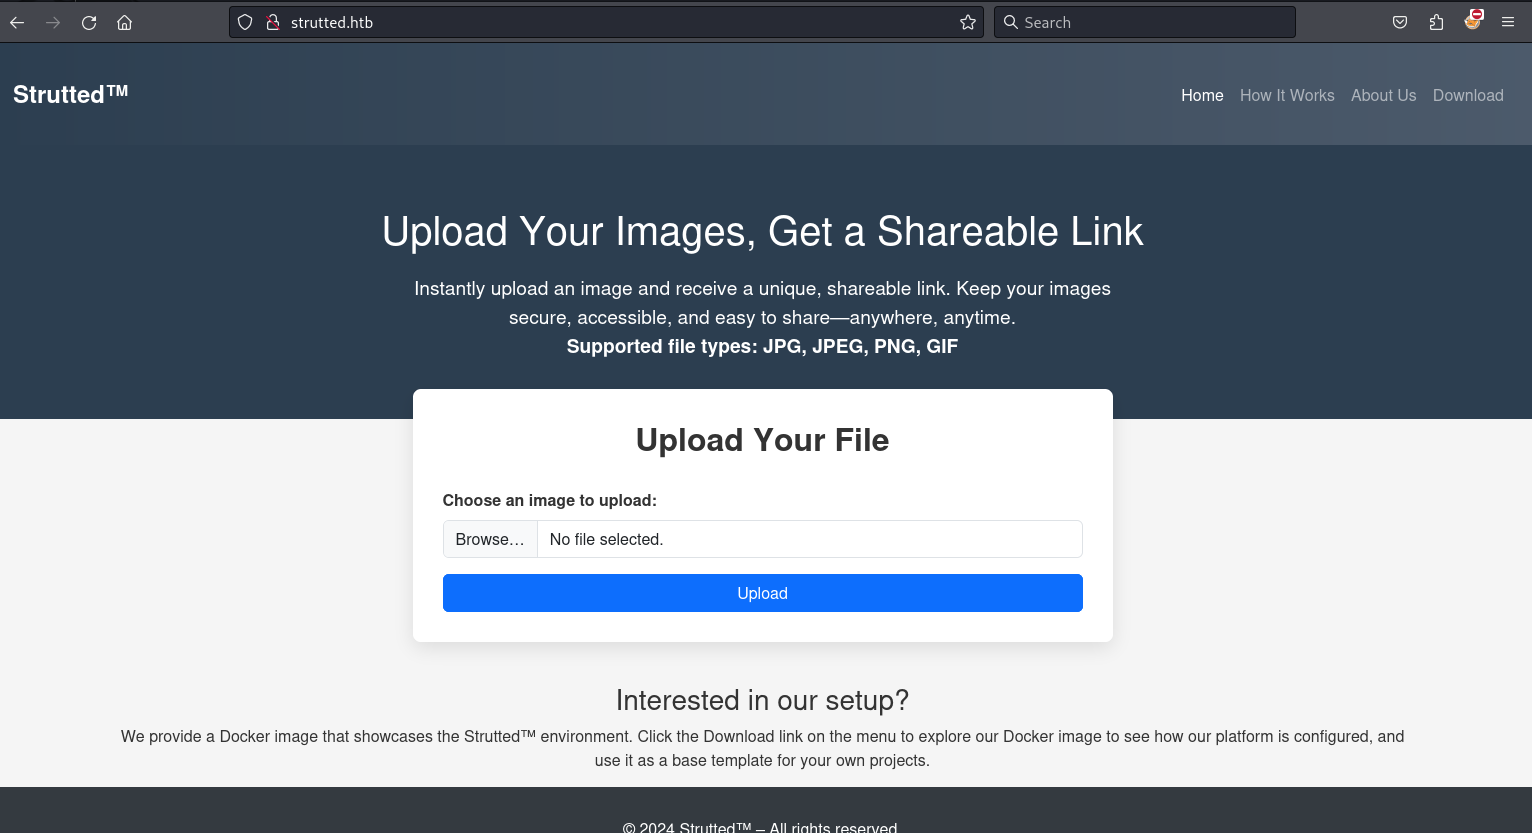 strutted.htb
Search
Strutted™
Home How It Works About Us Download
Upload Your Images, Get a Shareable Link
Instantly upload an image and receive a unique, shareable link. Keep your images
secure, accessible, and easy to share—anywhere, anytime.
Supported file types: JPG, JPEG, PNG, GIF
Upload Your File
Choose an image to upload:
Browse… No file selected.
Upload
Interested in our setup?
We provide a Docker image that showcases the Strutted™ environment. Click the Download link on the menu to explore our Docker image to see how our platform is configured, and
use it as a base template for your own projects.
© 2024 Strutted™ – All rights reserved